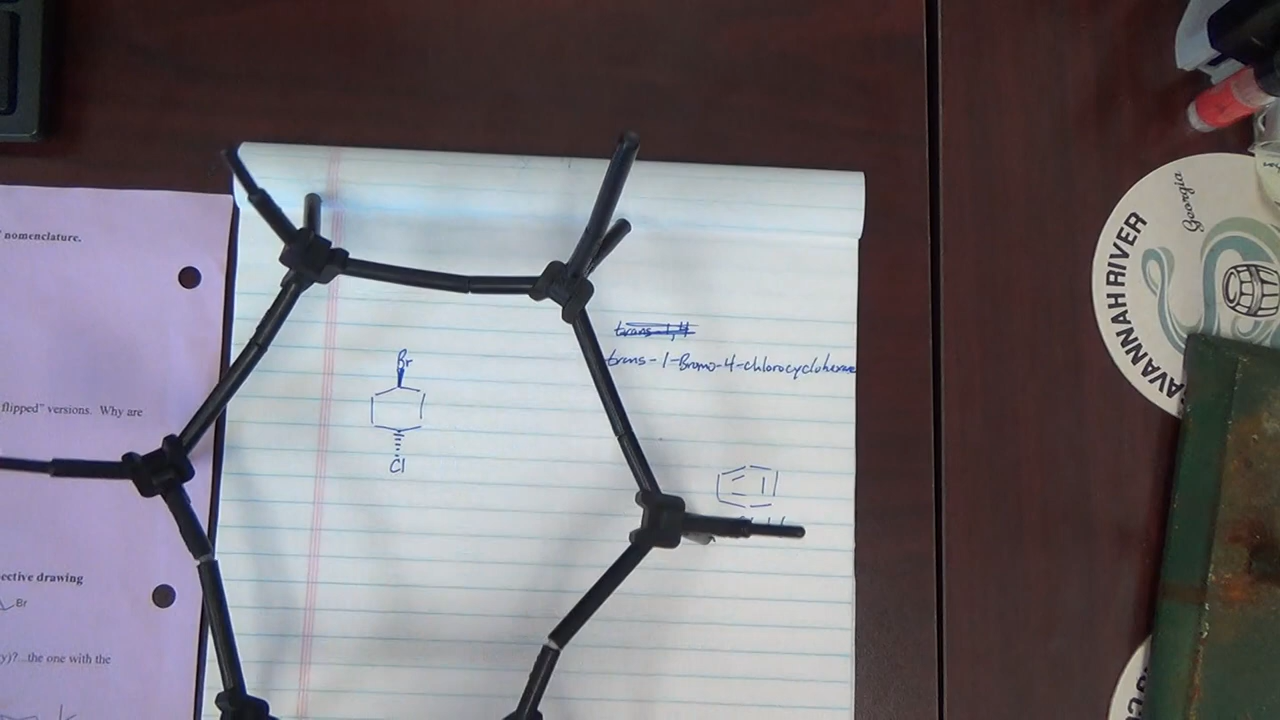 nomenclature.
flipped" versions. Why are
ective drawing
Br
y)?...the one with the
trans-1,4
trans-1-Bromo-4-chlorocyclohexane
Br
Cl
SAVANNAH RIVER
Georgia